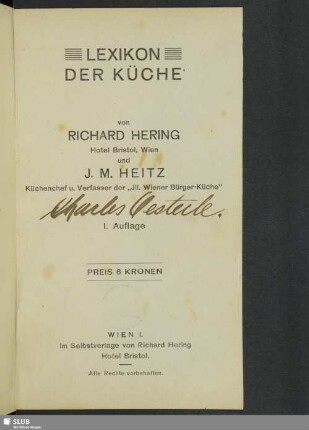 LEXIKON
DER KÜCHE
von
RICHARD HERING
Hotel Bristol, Wien
und
J. M. HEITZ
Küchenchef u. Verfasser der „Ill. Wiener Bürger-Küche"
Charles Oesterle.
I. Auflage
PREIS 6 KRONEN
WIEN I.
Im Selbstverlage von Richard Hering
Hotel Bristol.
Alle Rechte vorbehalten.
SLUB